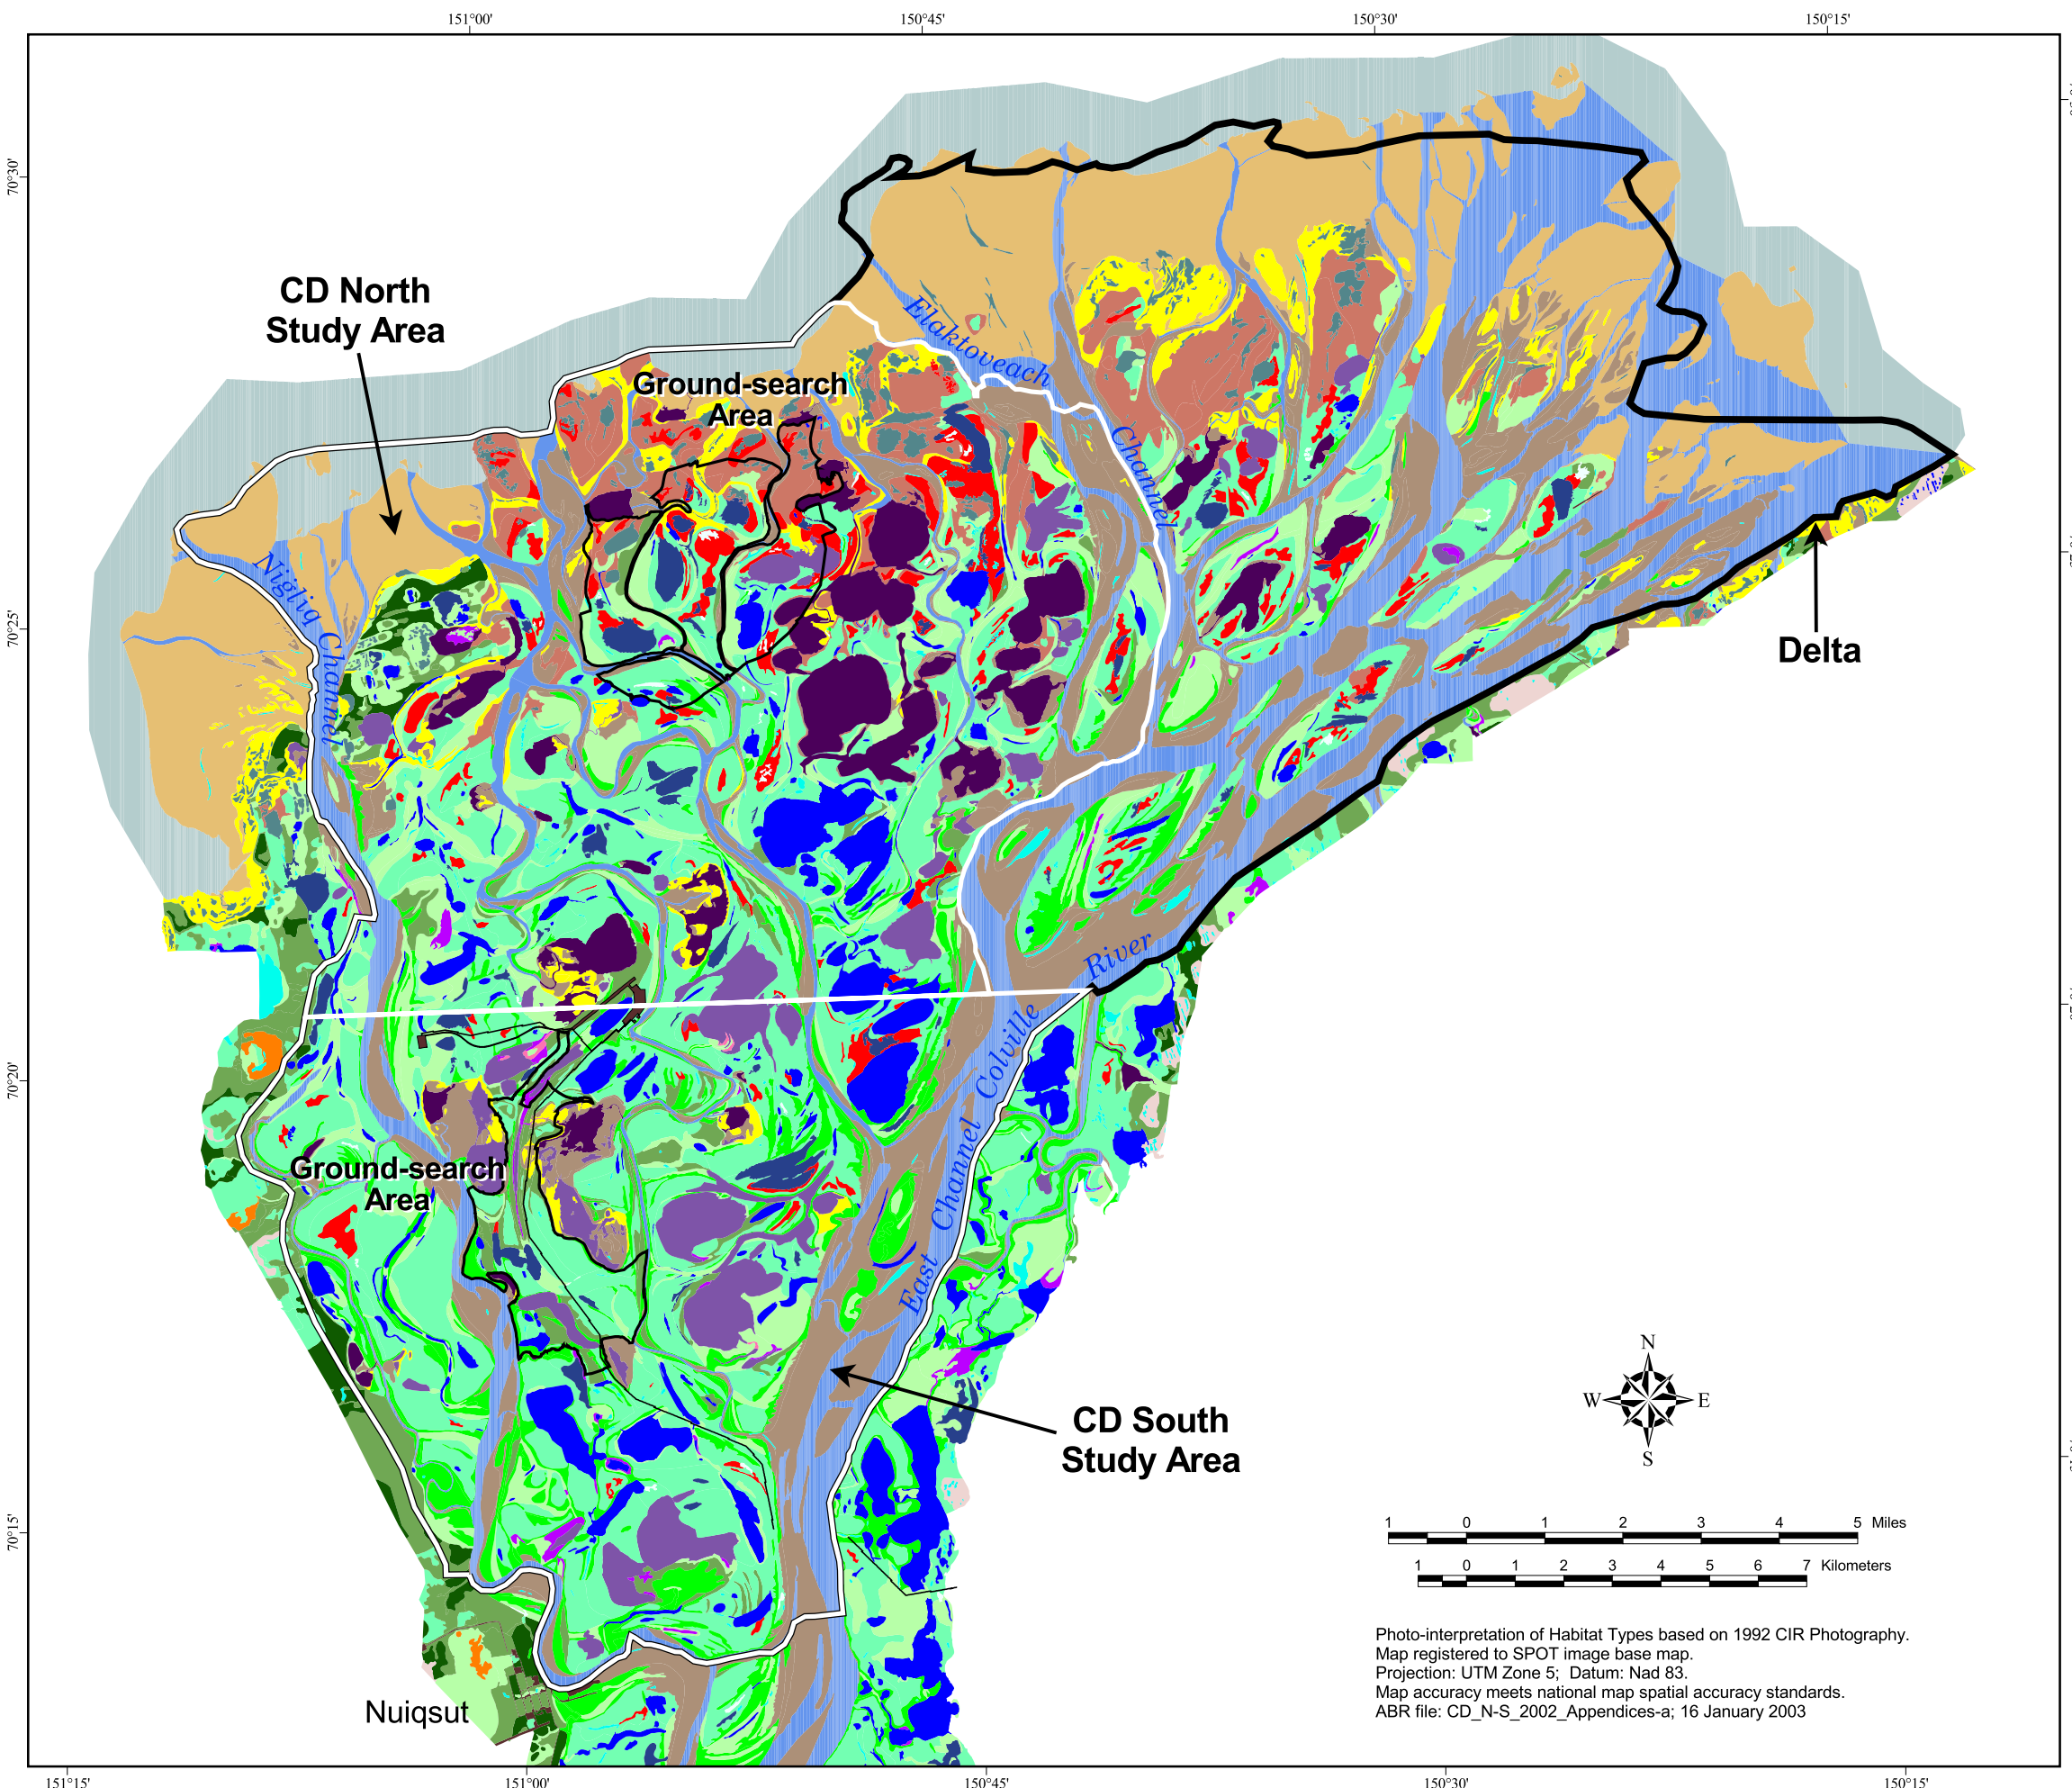 151°00'
150°45'
150°30'
150°15'
70°30'
CD North
Study Area
Elaktoveach
Channel
Ground-search
Area
Nigliq Channel
70°25'
Delta
River
70°20'
East Channel Colville
Ground-search
Area
CD South
Study Area
N
W E
S
70°15'
1 0 1 2 3 4 5 Miles
1 0 1 2 3 4 5 6 7 Kilometers
Photo-interpretation of Habitat Types based on 1992 CIR Photography.
Map registered to SPOT image base map.
Projection: UTM Zone 5; Datum: Nad 83.
Map accuracy meets national map spatial accuracy standards.
ABR file: CD_N-S_2002_Appendices-a; 16 January 2003
Nuiqsut
151°15'
151°00'
150°45'
150°30'
150°15'